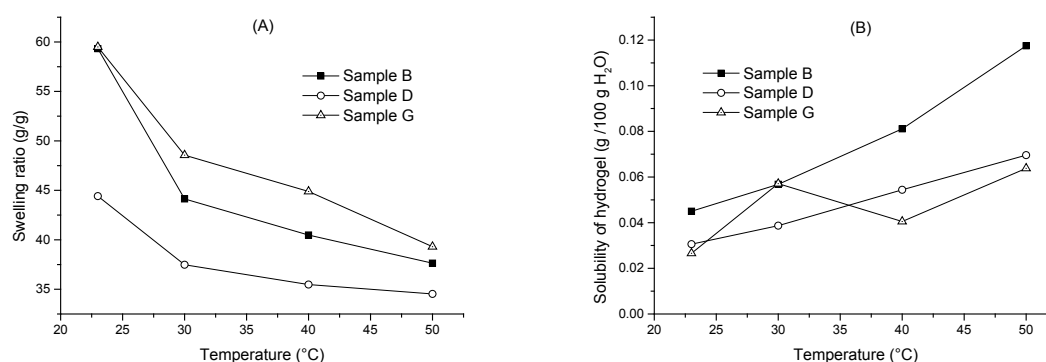 (A)
60
55
50
45
40
35
Swelling ratio (g/g)
Sample B
Sample D
Sample G
20 25 30 35 40 45 50
Temperature (°C)
(B)
0.12
0.10
0.08
0.06
0.04
0.02
0.00
Solubility of hydrogel (g /100 g H₂O)
Sample B
Sample D
Sample G
20 25 30 35 40 45 50
Temperature (°C)